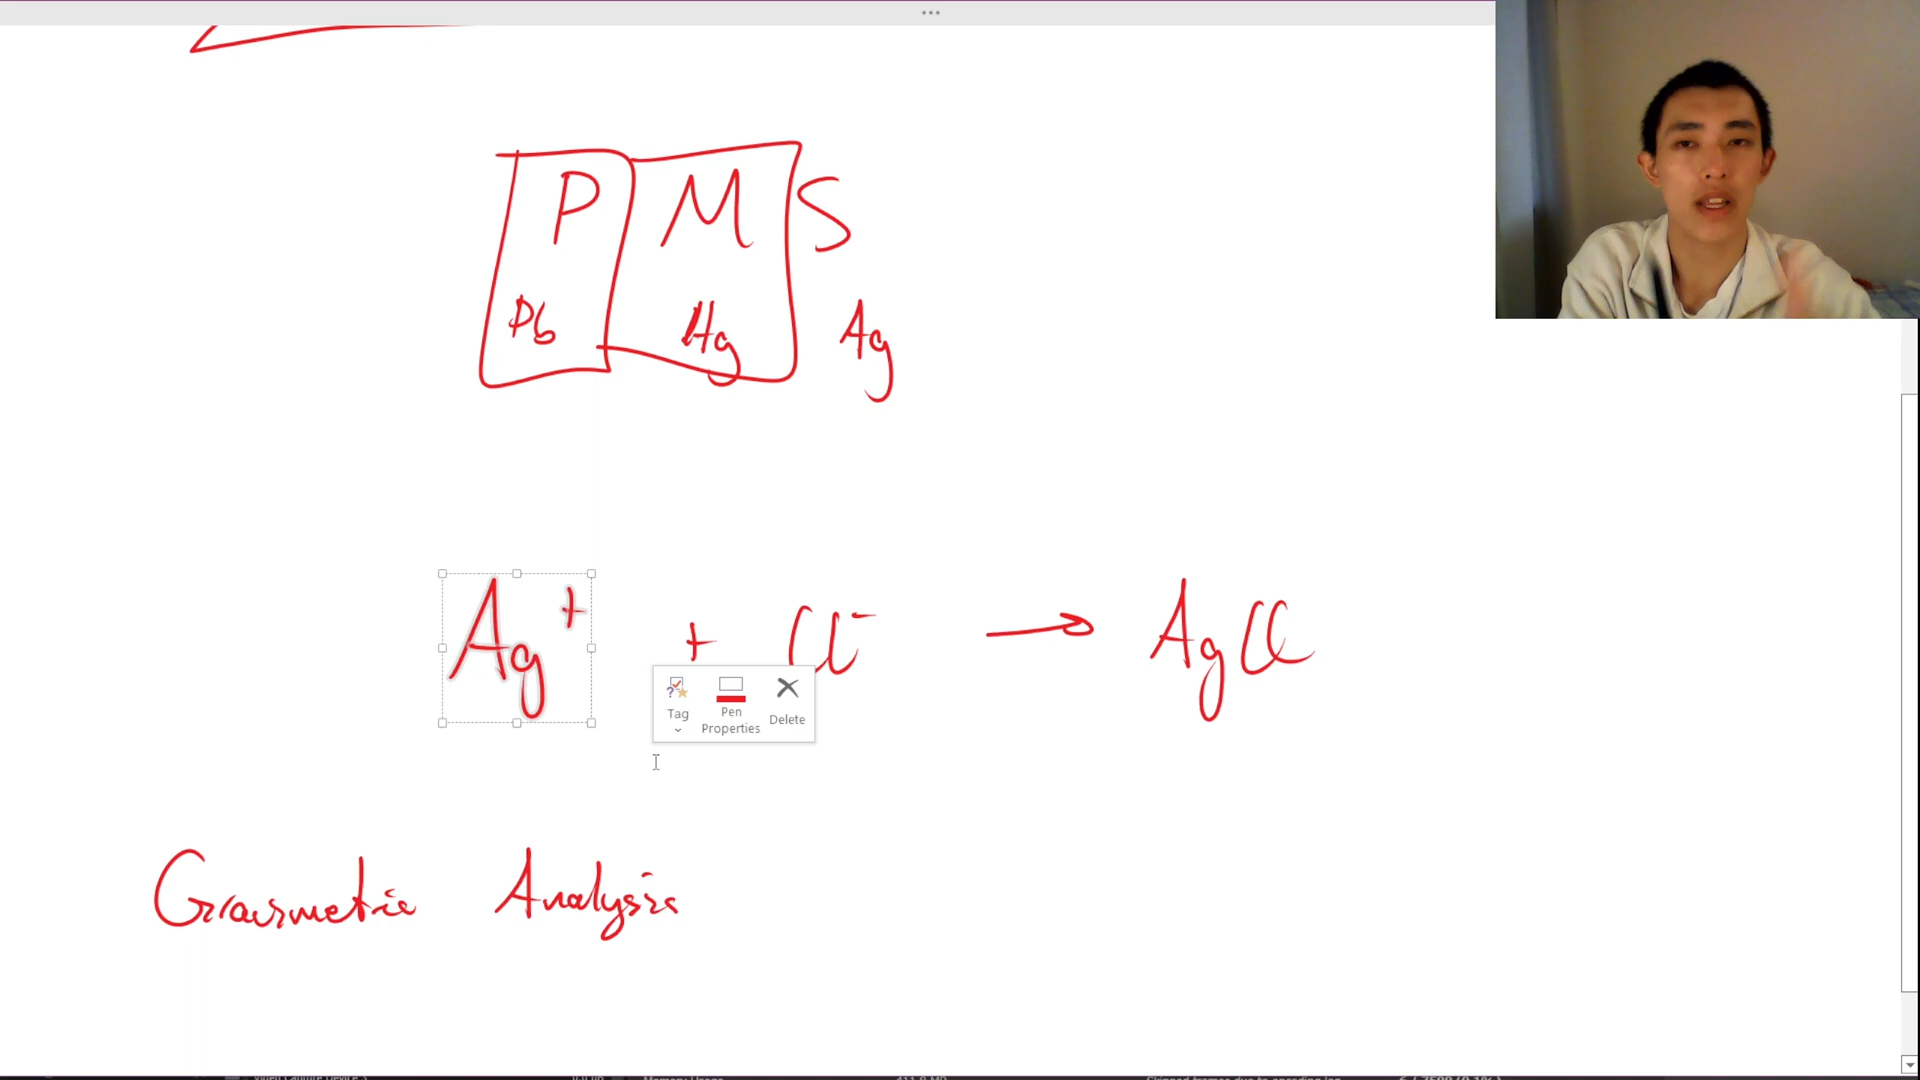 P M S
Pb Hg Ag
Ag+ + Cl- → AgCl
Tag
Pen
Properties
Delete
Gravimetric Analysis